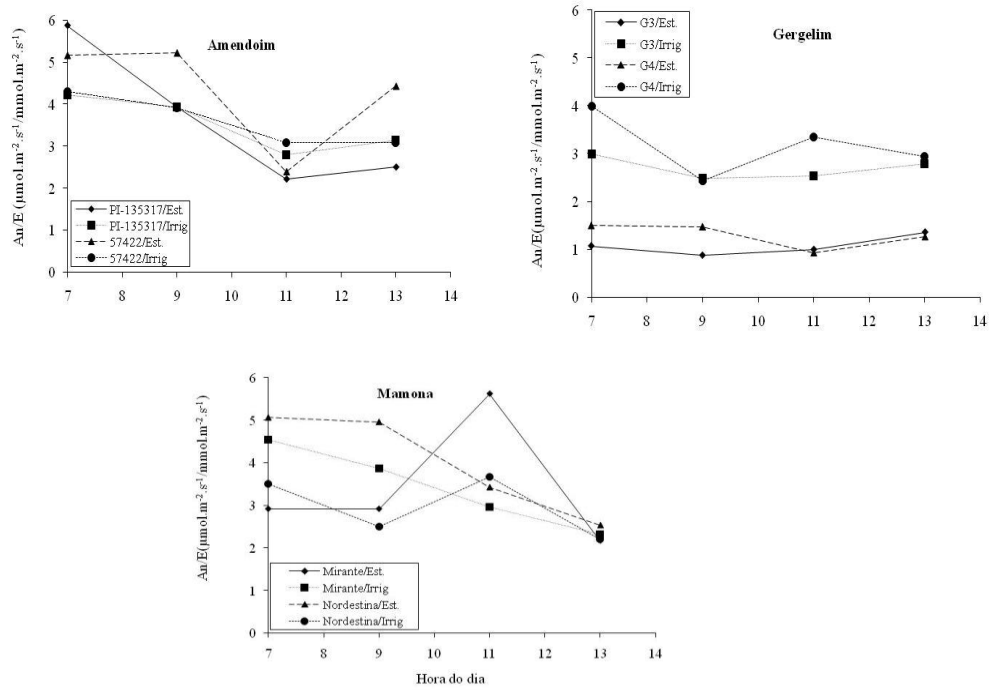 Amendoim
An/E (µmol.m⁻².s⁻¹/mmol.m⁻².s⁻¹)
6
5
4
3
2
1
0
PI-135317/Est.
PI-135317/Irrig
57422/Est.
57422/Irrig
7 8 9 10 11 12 13 14
Gergelim
An/E(µmol.m⁻².s⁻¹/mmol.m⁻².s⁻¹)
6
5
4
3
2
1
0
G3/Est.
G3/Irrig
G4/Est.
G4/Irrig
7 8 9 10 11 12 13 14
Mamona
An/E(µmol.m⁻².s⁻¹/mmol.m⁻².s⁻¹)
6
5
4
3
2
1
0
Mirante/Est.
Mirante/Irrig
Nordestina/Est.
Nordestina/Irrig
7 8 9 10 11 12 13 14
Hora do dia